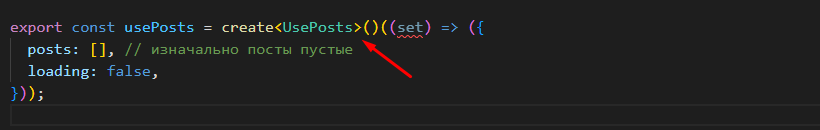 export const usePosts = create<UsePosts>()((set) => ({
  posts: [], // изначально посты пустые
  loading: false,
}));